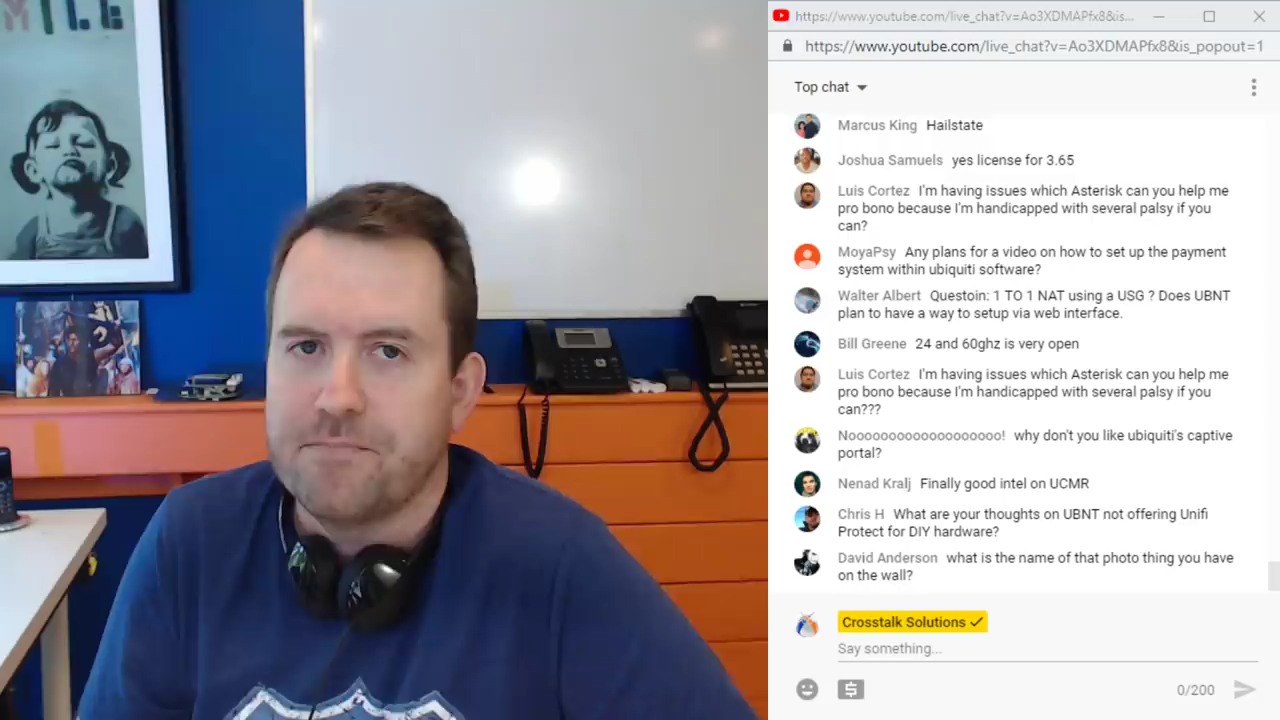 https://www.youtube.com/live_chat?v=Ao3XDMAPfx8&is...
https://www.youtube.com/live_chat?v=Ao3XDMAPfx8&is_popout=1
Top chat
Marcus King Hailstate
Joshua Samuels yes license for 3.65
Luis Cortez I'm having issues which Asterisk can you help me
pro bono because I'm handicapped with several palsy if you
can?
MoyaPsy Any plans for a video on how to set up the payment
system within ubiquiti software?
Walter Albert Questoin: 1 TO 1 NAT using a USG ? Does UBNT
plan to have a way to setup via web interface.
Bill Greene 24 and 60ghz is very open
Luis Cortez I'm having issues which Asterisk can you help me
pro bono because I'm handicapped with several palsy if you
can???
Noooooooooooooooooo! why don't you like ubiquiti's captive
portal?
Nenad Kralj Finally good intel on UCMR
Chris H What are your thoughts on UBNT not offering Unifi
Protect for DIY hardware?
David Anderson what is the name of that photo thing you have
on the wall?
Crosstalk Solutions
Say something...
0/200